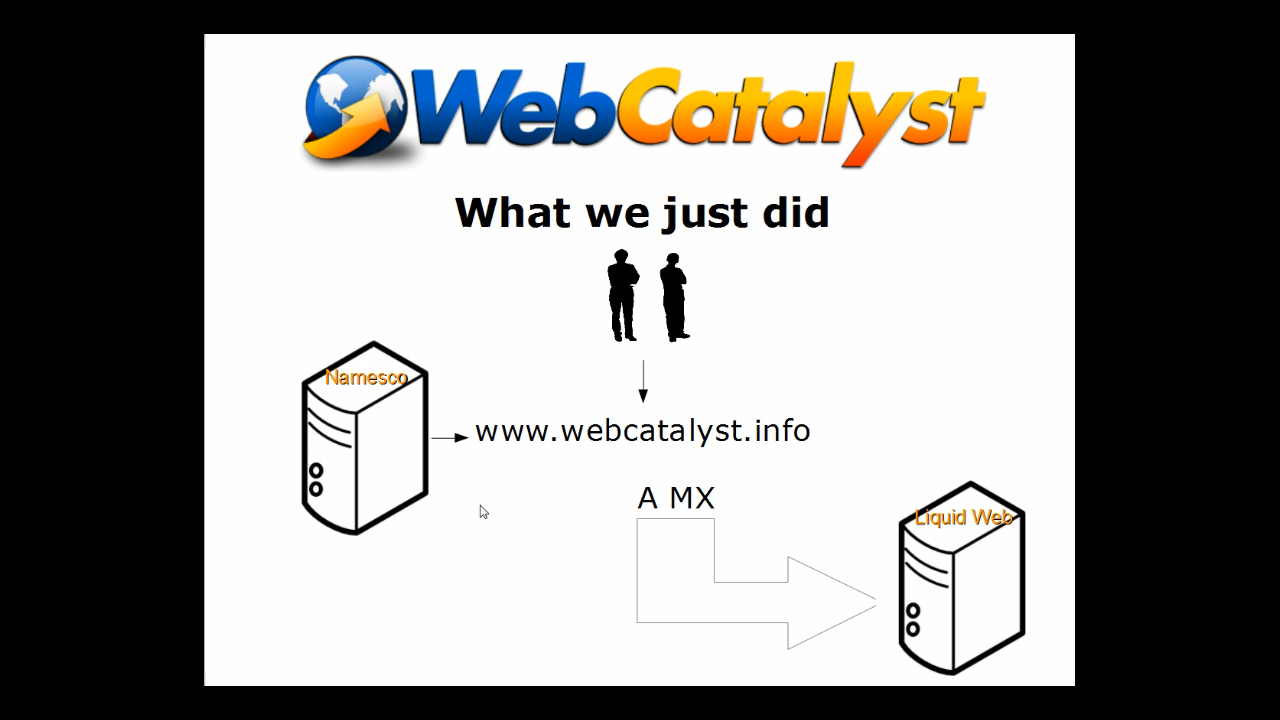 WebCatalyst
What we just did
Namesco
www.webcatalyst.info
A MX
Liquid Web